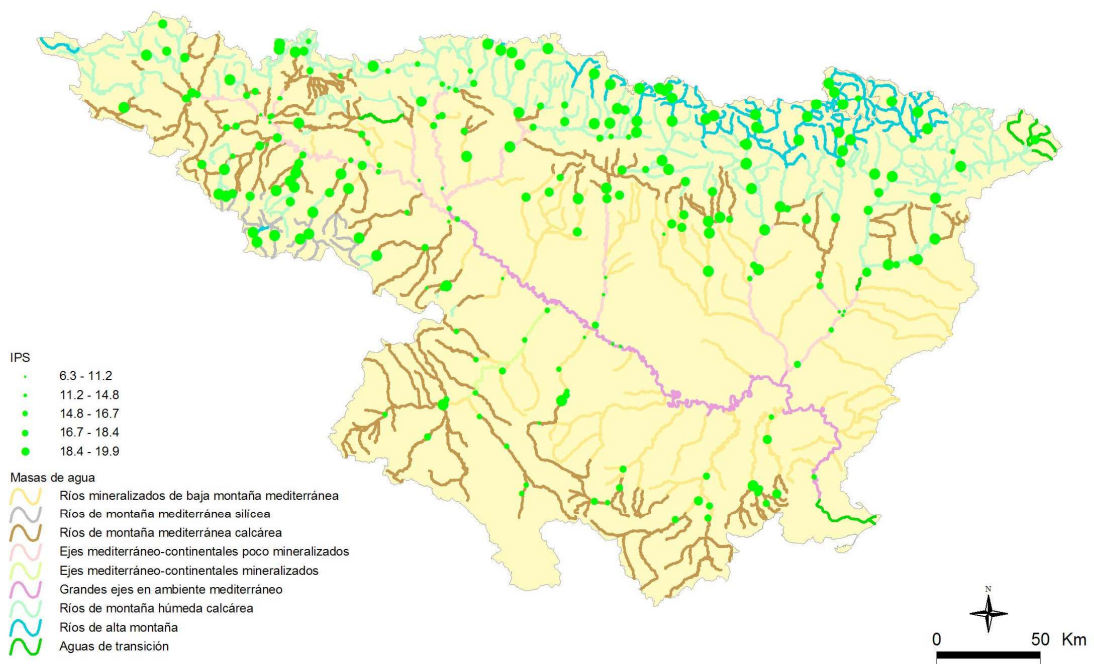 IPS
6.3 - 11.2
11.2 - 14.8
14.8 - 16.7
16.7 - 18.4
18.4 - 19.9
Masas de agua
Ríos mineralizados de baja montaña mediterránea
Ríos de montaña mediterránea silícea
Ríos de montaña mediterránea calcárea
Ejes mediterráneo-continentales poco mineralizados
Ejes mediterráneo-continentales mineralizados
Grandes ejes en ambiente mediterráneo
Ríos de montaña húmeda calcárea
Ríos de alta montaña
Aguas de transición
N
0 50 Km